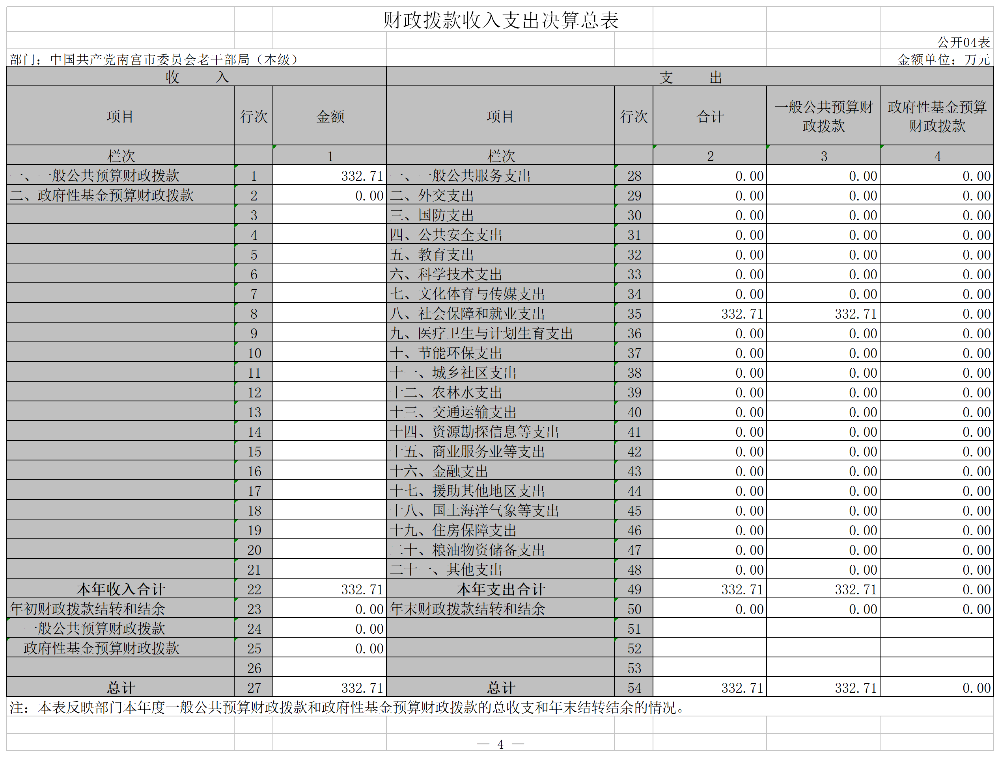 财政拨款收入支出决算总表
公开04表
部门：中国共产党南宫市委员会老干部局（本级） 金额单位：万元
收 入 支 出
项目 行次 金额 项目 行次 合计 一般公共预算财政拨款 政府性基金预算财政拨款
栏次 1 栏次 2 3 4
一、一般公共预算财政拨款 1 332.71 一、一般公共服务支出 28 0.00 0.00 0.00
二、政府性基金预算财政拨款 2 0.00 二、外交支出 29 0.00 0.00 0.00
3 三、国防支出 30 0.00 0.00 0.00
4 四、公共安全支出 31 0.00 0.00 0.00
5 五、教育支出 32 0.00 0.00 0.00
6 六、科学技术支出 33 0.00 0.00 0.00
7 七、文化体育与传媒支出 34 0.00 0.00 0.00
8 八、社会保障和就业支出 35 332.71 332.71 0.00
9 九、医疗卫生与计划生育支出 36 0.00 0.00 0.00
10 十、节能环保支出 37 0.00 0.00 0.00
11 十一、城乡社区支出 38 0.00 0.00 0.00
12 十二、农林水支出 39 0.00 0.00 0.00
13 十三、交通运输支出 40 0.00 0.00 0.00
14 十四、资源勘探信息等支出 41 0.00 0.00 0.00
15 十五、商业服务业等支出 42 0.00 0.00 0.00
16 十六、金融支出 43 0.00 0.00 0.00
17 十七、援助其他地区支出 44 0.00 0.00 0.00
18 十八、国土海洋气象等支出 45 0.00 0.00 0.00
19 十九、住房保障支出 46 0.00 0.00 0.00
20 二十、粮油物资储备支出 47 0.00 0.00 0.00
21 二十一、其他支出 48 0.00 0.00 0.00
本年收入合计 22 332.71 本年支出合计 49 332.71 332.71 0.00
年初财政拨款结转和结余 23 0.00 年末财政拨款结转和结余 50 0.00 0.00 0.00
一般公共预算财政拨款 24 0.00 51
政府性基金预算财政拨款 25 0.00 52
26 53
总计 27 332.71 总计 54 332.71 332.71 0.00
注：本表反映部门本年度一般公共预算财政拨款和政府性基金预算财政拨款的总收支和年末结转结余的情况。
— 4 —